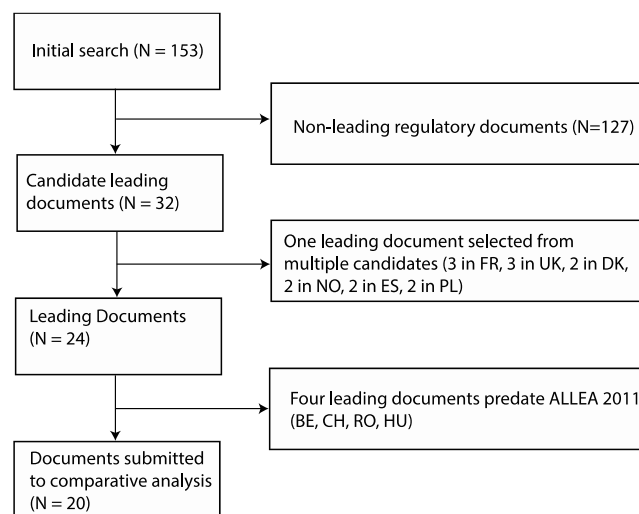 Initial search (N = 153)
Non-leading regulatory documents (N=127)
Candidate leading
documents (N = 32)
One leading document selected from
multiple candidates (3 in FR, 3 in UK, 2 in DK,
2 in NO, 2 in ES, 2 in PL)
Leading Documents
(N = 24)
Four leading documents predate ALLEA 2011
(BE, CH, RO, HU)
Documents submitted
to comparative analysis
(N = 20)